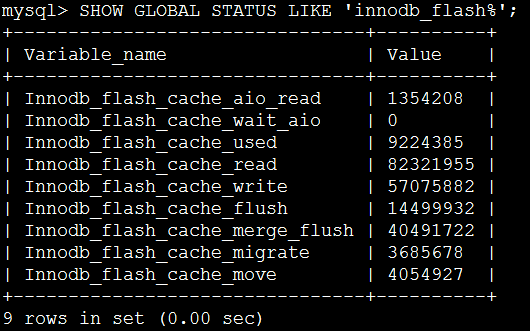 mysql> SHOW GLOBAL STATUS LIKE 'innodb_flash%';
+---------------------------------+----------+
| Variable_name                   | Value    |
+---------------------------------+----------+
| Innodb_flash_cache_aio_read     | 1354208  |
| Innodb_flash_cache_wait_aio     | 0        |
| Innodb_flash_cache_used         | 9224385  |
| Innodb_flash_cache_read         | 82321955 |
| Innodb_flash_cache_write        | 57075882 |
| Innodb_flash_cache_flush        | 14499932 |
| Innodb_flash_cache_merge_flush  | 40491722 |
| Innodb_flash_cache_migrate      | 3685678  |
| Innodb_flash_cache_move         | 4054927  |
+---------------------------------+----------+
9 rows in set (0.00 sec)